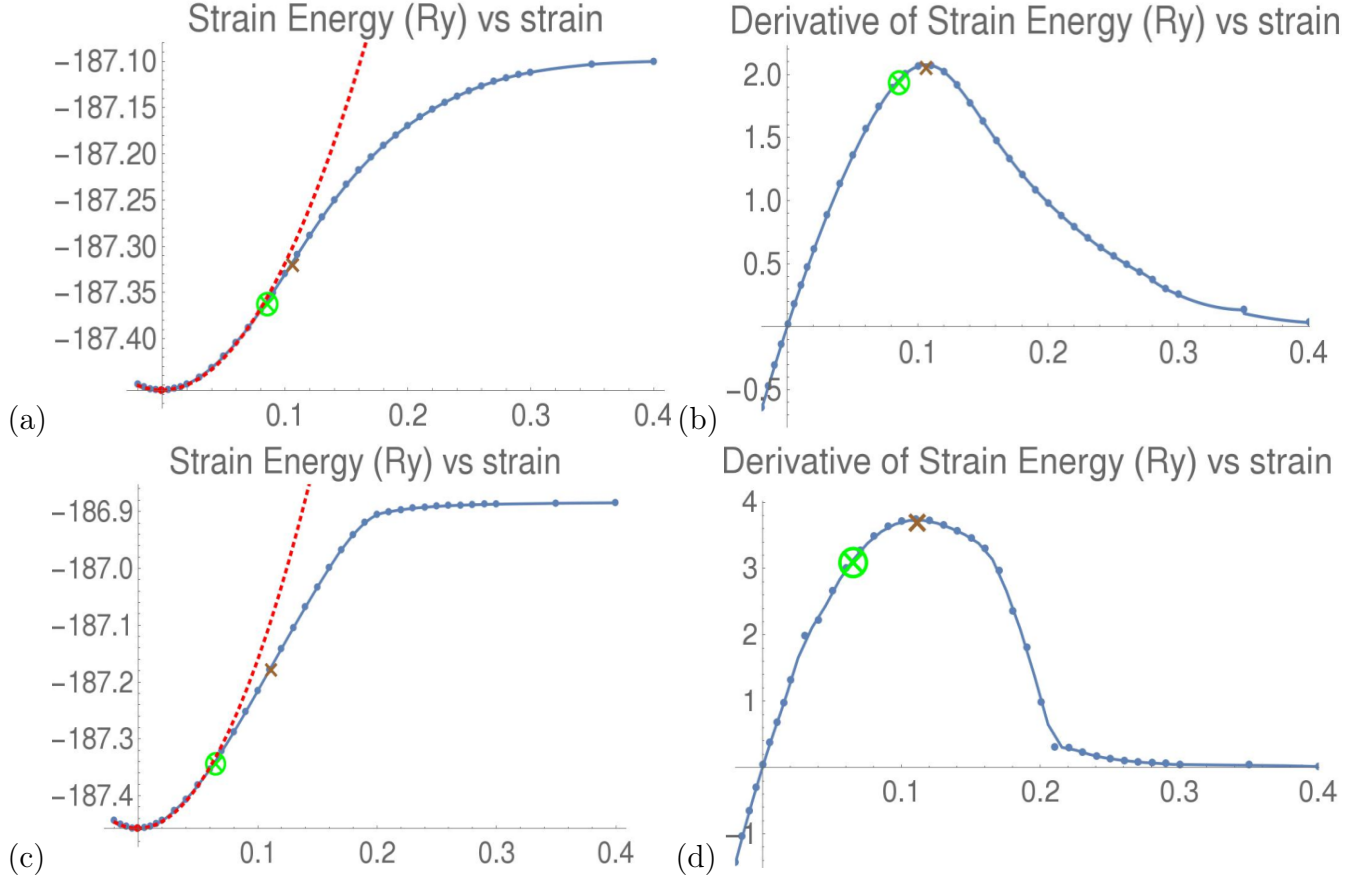 Strain Energy (Ry) vs strain
−187.10
−187.15
−187.20
−187.25
−187.30
−187.35
−187.40
0.1 0.2 0.3 0.4
(a)
Derivative of Strain Energy (Ry) vs strain
2.0
1.5
1.0
0.5
−0.5
0.1 0.2 0.3 0.4
(b)
Strain Energy (Ry) vs strain
−186.9
−187.0
−187.1
−187.2
−187.3
−187.4
0.1 0.2 0.3 0.4
(c)
Derivative of Strain Energy (Ry) vs strain
4
3
2
1
−1
0.1 0.2 0.3 0.4
(d)